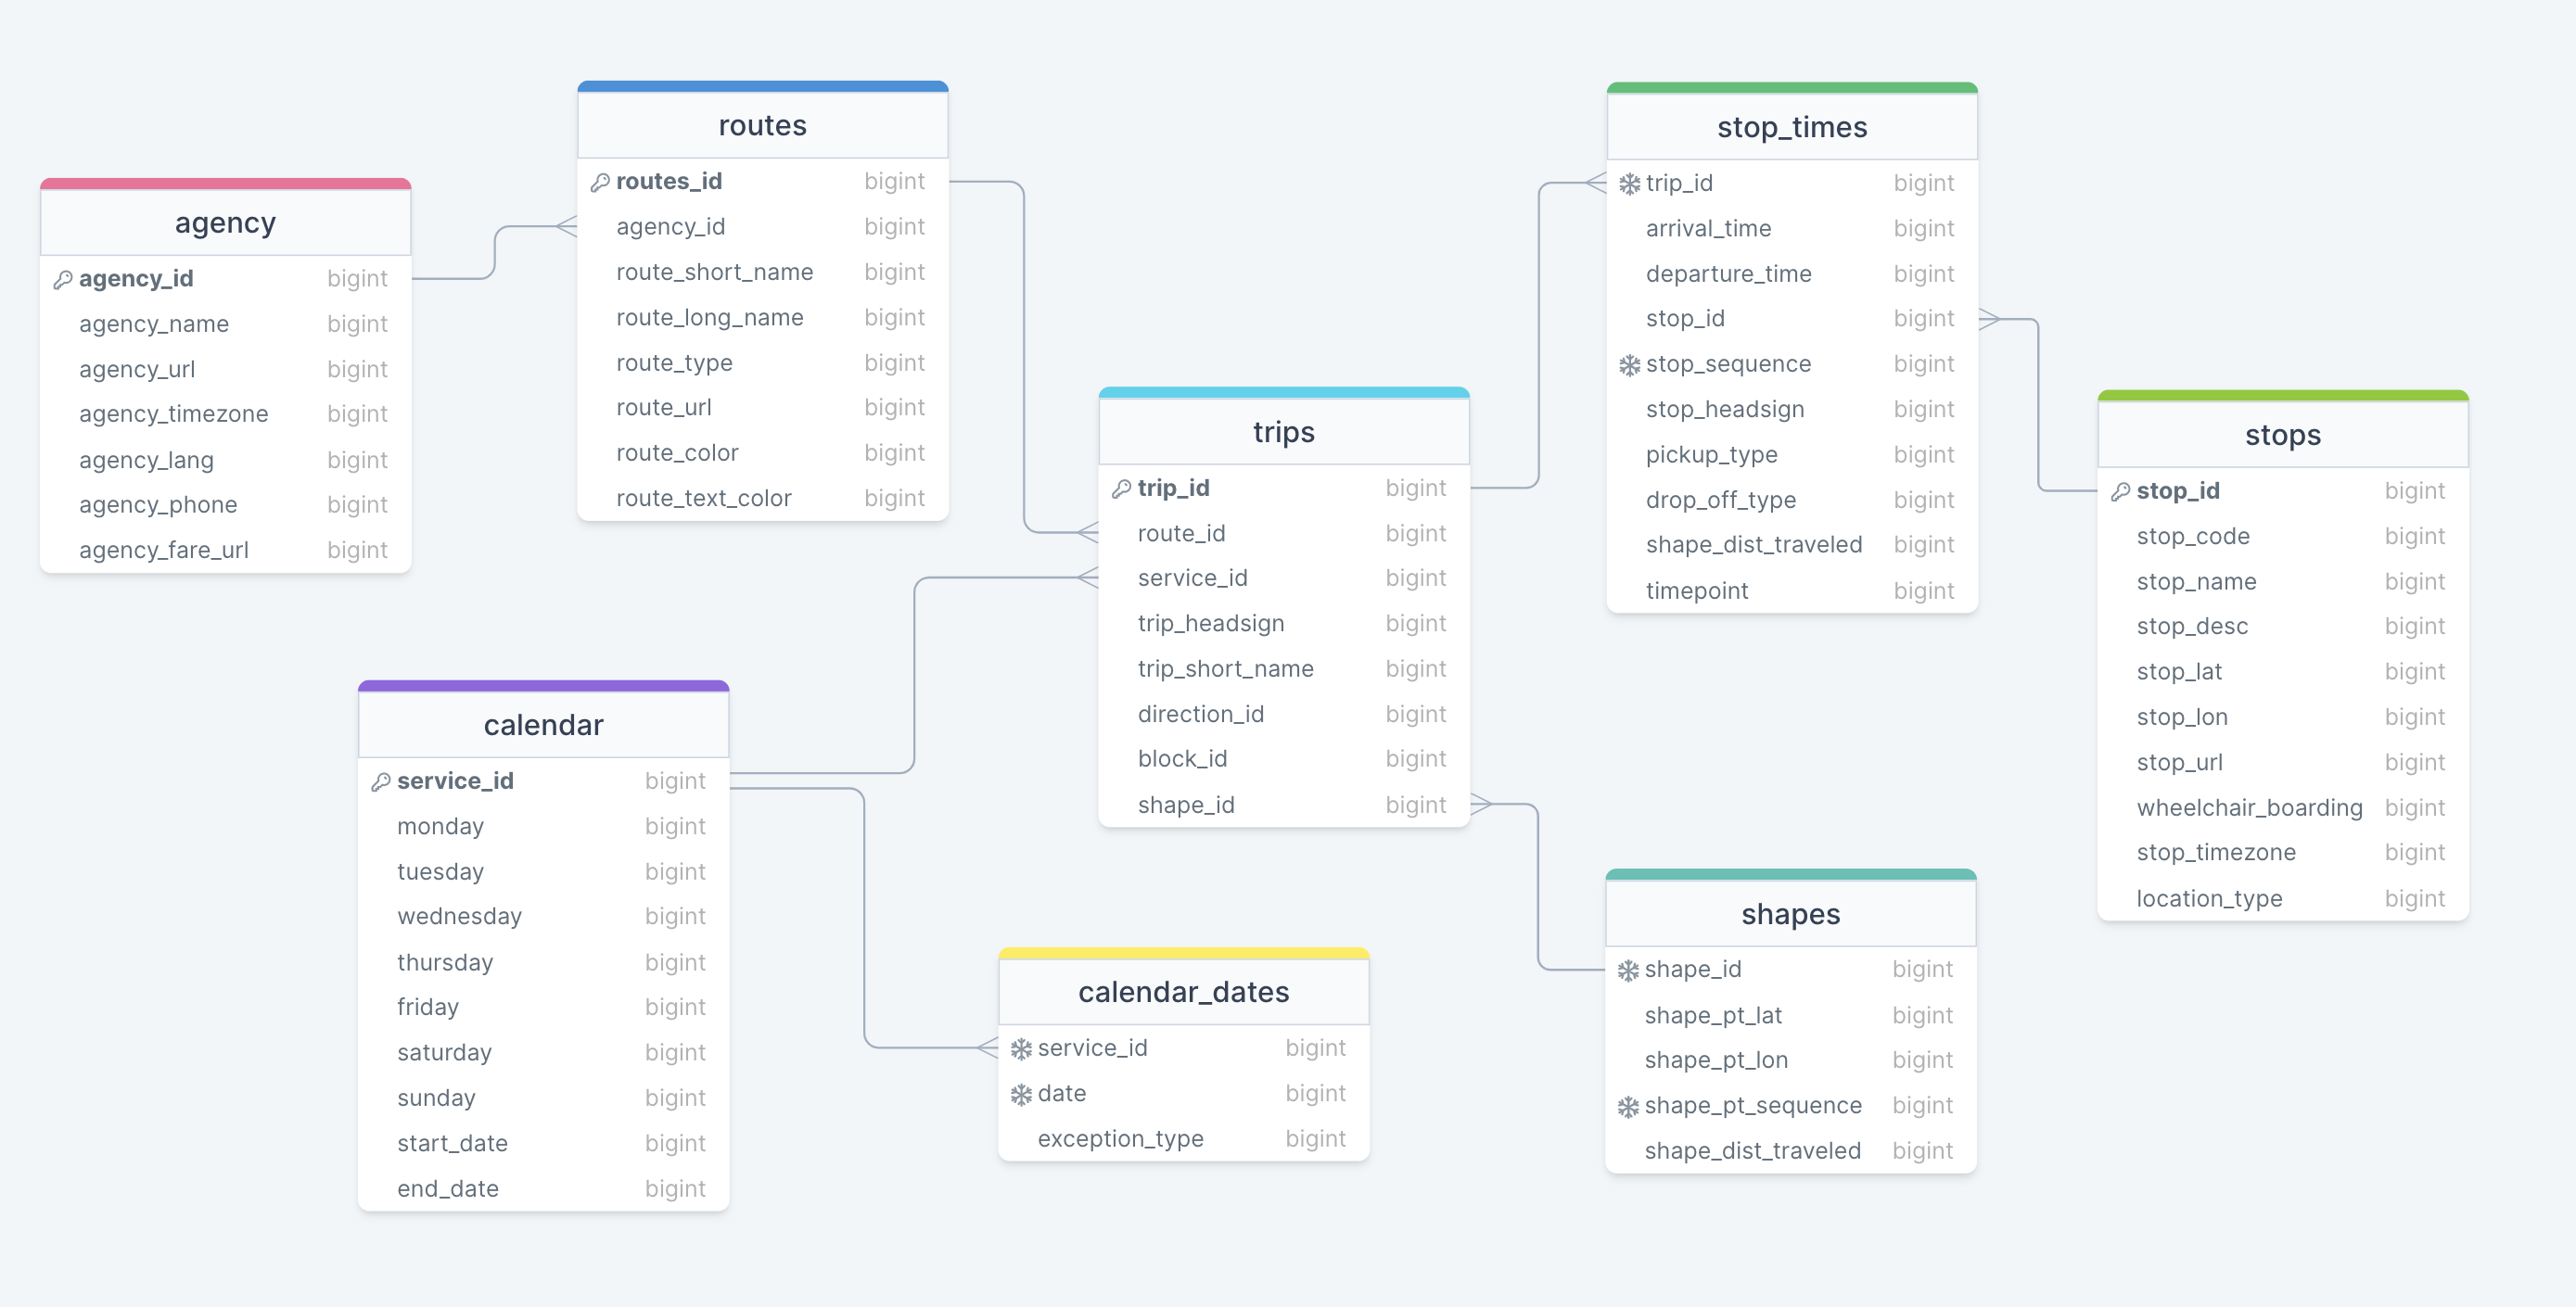 agency
agency_id bigint
agency_name bigint
agency_url bigint
agency_timezone bigint
agency_lang bigint
agency_phone bigint
agency_fare_url bigint
routes
routes_id bigint
agency_id bigint
route_short_name bigint
route_long_name bigint
route_type bigint
route_url bigint
route_color bigint
route_text_color bigint
calendar
service_id bigint
monday bigint
tuesday bigint
wednesday bigint
thursday bigint
friday bigint
saturday bigint
sunday bigint
start_date bigint
end_date bigint
trips
trip_id bigint
route_id bigint
service_id bigint
trip_headsign bigint
trip_short_name bigint
direction_id bigint
block_id bigint
shape_id bigint
calendar_dates
service_id bigint
date bigint
exception_type bigint
stop_times
trip_id bigint
arrival_time bigint
departure_time bigint
stop_id bigint
stop_sequence bigint
stop_headsign bigint
pickup_type bigint
drop_off_type bigint
shape_dist_traveled bigint
timepoint bigint
shapes
shape_id bigint
shape_pt_lat bigint
shape_pt_lon bigint
shape_pt_sequence bigint
shape_dist_traveled bigint
stops
stop_id bigint
stop_code bigint
stop_name bigint
stop_desc bigint
stop_lat bigint
stop_lon bigint
stop_url bigint
wheelchair_boarding bigint
stop_timezone bigint
location_type bigint